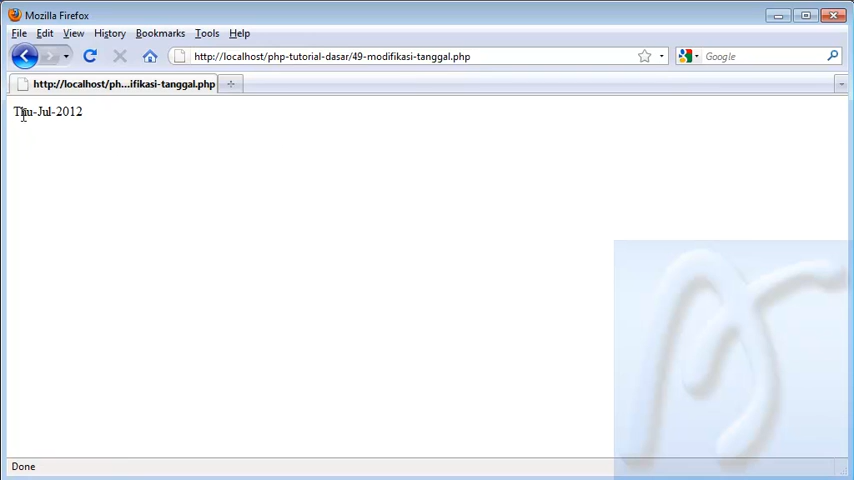 Mozilla Firefox
File Edit View History Bookmarks Tools Help
http://localhost/php-tutorial-dasar/49-modifikasi-tanggal.php
Google
http://localhost/ph...ifikasi-tanggal.php
Thu-Jul-2012
Done